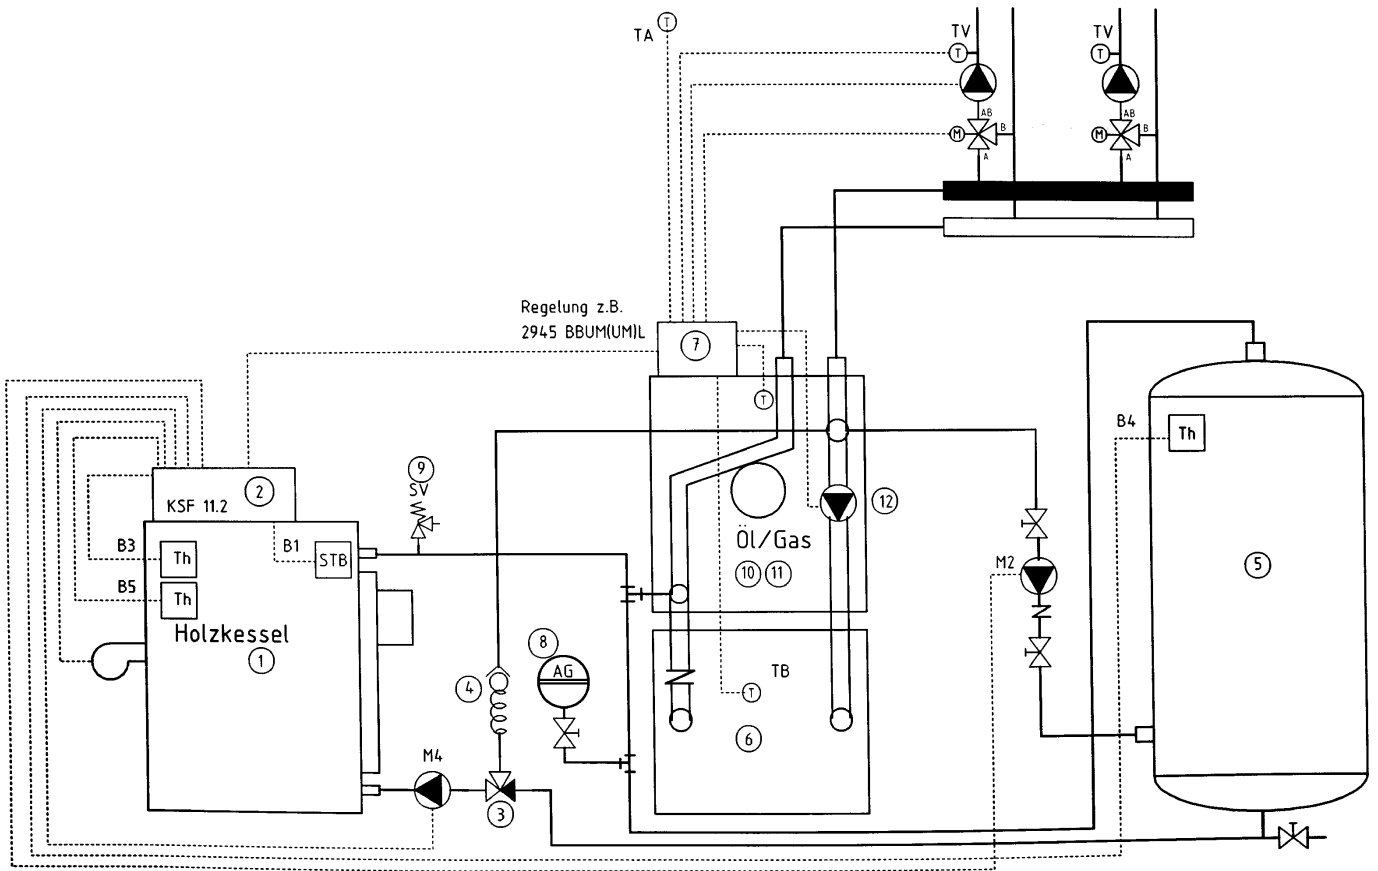 TA
T
TV
T
TV
T
AB
M
B
A
AB
M
B
A
Regelung z.B.
2945 BBUM(UM)L
7
T
B4
Th
9
SV
2
KSF 11.2
12
B3
Th
B1
STB
Öl/Gas
10
11
M2
5
B5
Th
Holzkessel
1
8
AG
4
TB
T
6
M4
3